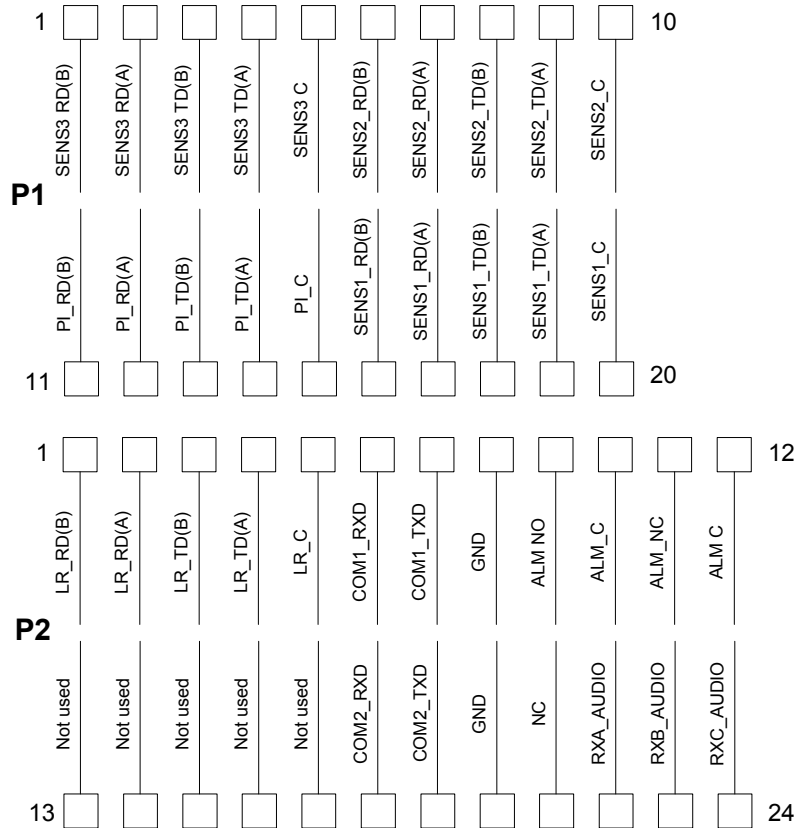 1
10
SENS3 RD(B)
SENS3 RD(A)
SENS3 TD(B)
SENS3 TD(A)
SENS3 C
SENS2_RD(B)
SENS2_RD(A)
SENS2_TD(B)
SENS2_TD(A)
SENS2_C
P1
PI_RD(B)
PI_RD(A)
PI_TD(B)
PI_TD(A)
PI_C
SENS1_RD(B)
SENS1_RD(A)
SENS1_TD(B)
SENS1_TD(A)
SENS1_C
11
20
1
12
LR_RD(B)
LR_RD(A)
LR_TD(B)
LR_TD(A)
LR_C
COM1_RXD
COM1_TXD
GND
ALM NO
ALM_C
ALM_NC
ALM C
P2
Not used
Not used
Not used
Not used
Not used
COM2_RXD
COM2_TXD
GND
NC
RXA_AUDIO
RXB_AUDIO
RXC_AUDIO
13
24